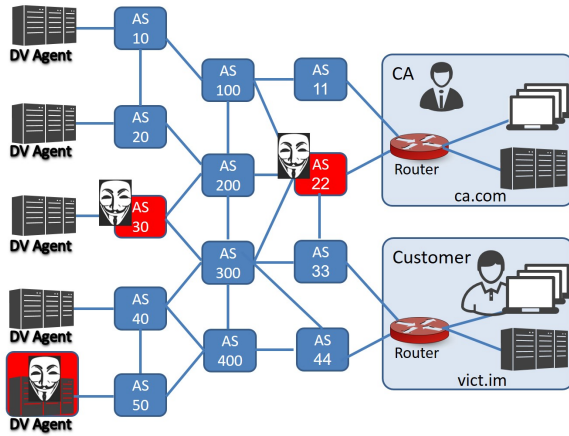 DV Agent
AS
10
AS
100
AS
11
CA
Router
ca.com
DV Agent
AS
20
AS
200
AS
22
DV Agent
AS
30
AS
300
AS
33
Customer
Router
vict.im
DV Agent
AS
40
AS
400
AS
44
DV Agent
AS
50